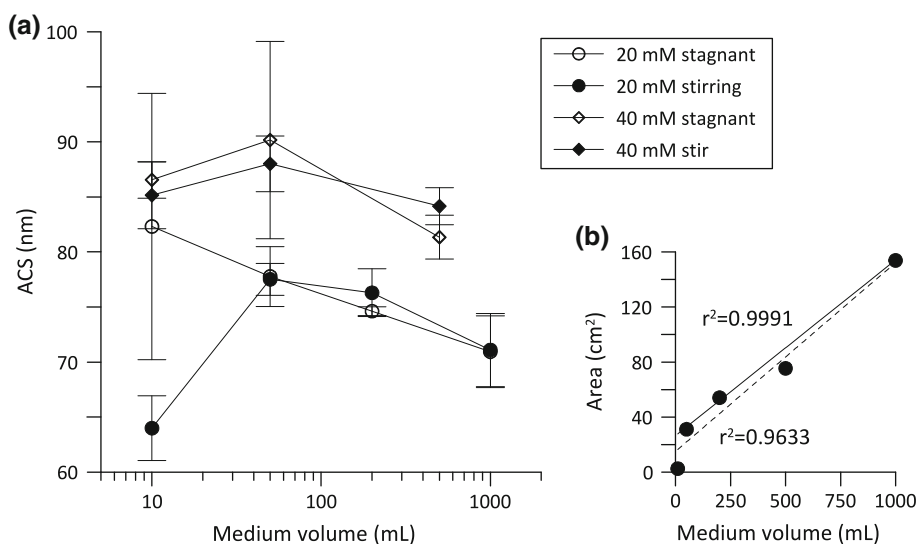 (a)
100
90
80
70
60
ACS (nm)
10
100
1000
Medium volume (mL)
20 mM stagnant
20 mM stirring
40 mM stagnant
40 mM stir
(b)
160
120
80
40
0
Area (cm²)
r²=0.9991
r²=0.9633
0
250
500
750
1000
Medium volume (mL)